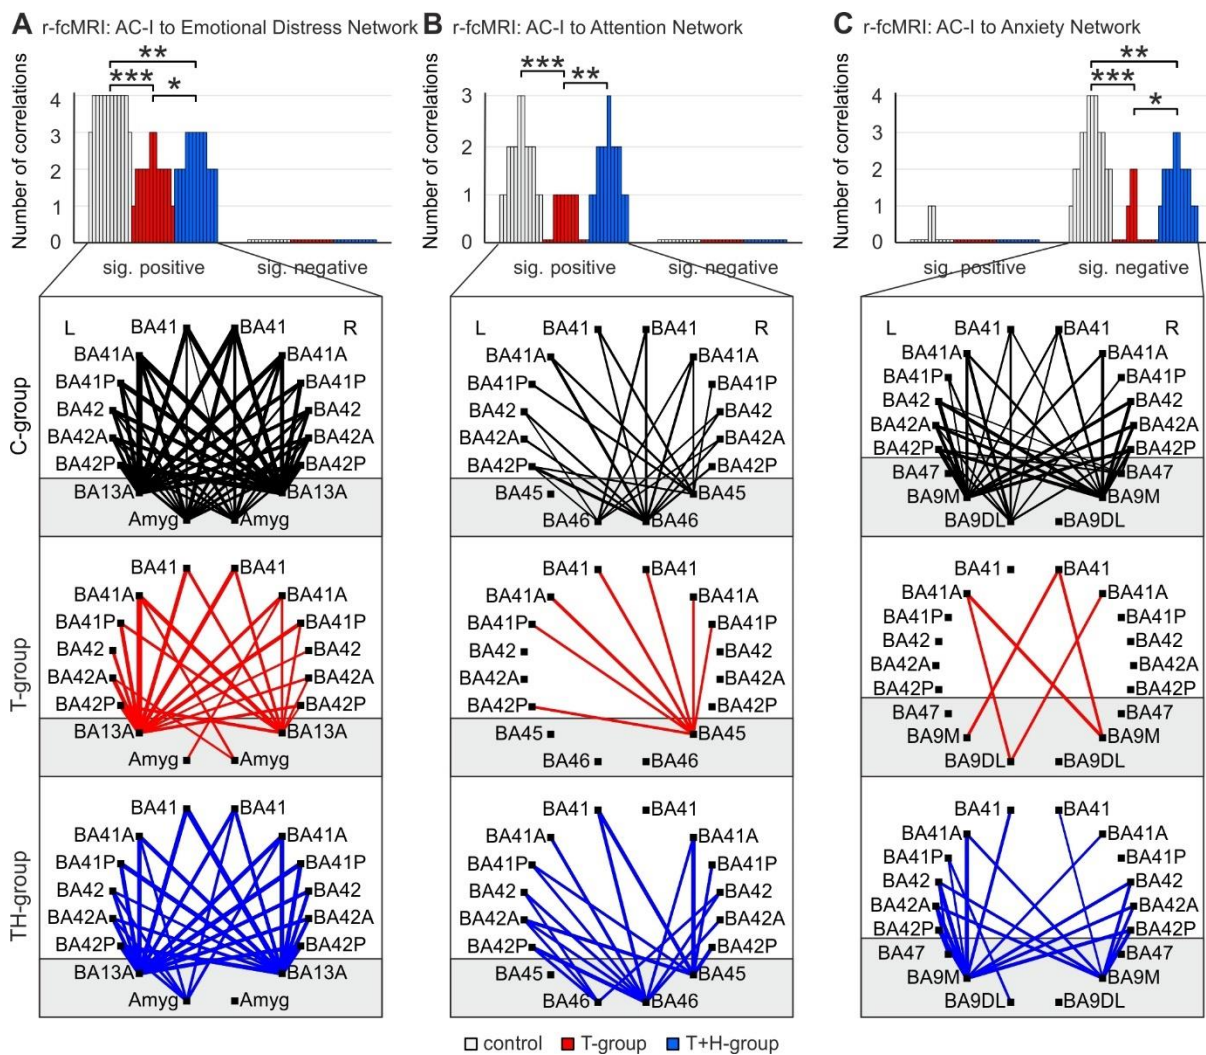 A r-fcMRI: AC-I to Emotional Distress Network
Number of correlations
4
3
2
1
0
**
***
*
sig. positive
sig. negative
B r-fcMRI: AC-I to Attention Network
Number of correlations
3
2
1
0
***
**
sig. positive
sig. negative
C r-fcMRI: AC-I to Anxiety Network
Number of correlations
4
3
2
1
0
**
***
*
sig. positive
sig. negative
C-group
L BA41 BA41 R
BA41A BA41A
BA41P BA41P
BA42 BA42
BA42A BA42A
BA42P BA42P
BA13A BA13A
Amyg Amyg
L BA41 BA41 R
BA41A BA41A
BA41P BA41P
BA42 BA42
BA42A BA42A
BA42P BA42P
BA45 BA45
BA46 BA46
L BA41 BA41 R
BA41A BA41A
BA41P BA41P
BA42 BA42
BA42A BA42A
BA42P BA42P
BA47 BA47
BA9M BA9M
BA9DL BA9DL
T-group
BA41 BA41
BA41A BA41A
BA41P BA41P
BA42 BA42
BA42A BA42A
BA42P BA42P
BA13A BA13A
Amyg Amyg
BA41 BA41
BA41A BA41A
BA41P BA41P
BA42 BA42
BA42A BA42A
BA42P BA42P
BA45 BA45
BA46 BA46
BA41 BA41
BA41A BA41A
BA41P BA41P
BA42 BA42
BA42A BA42A
BA42P BA42P
BA47 BA47
BA9M BA9M
BA9DL BA9DL
TH-group
BA41 BA41
BA41A BA41A
BA41P BA41P
BA42 BA42
BA42A BA42A
BA42P BA42P
BA13A BA13A
Amyg Amyg
BA41 BA41
BA41A BA41A
BA41P BA41P
BA42 BA42
BA42A BA42A
BA42P BA42P
BA45 BA45
BA46 BA46
BA41 BA41
BA41A BA41A
BA41P BA41P
BA42 BA42
BA42A BA42A
BA42P BA42P
BA47 BA47
BA9M BA9M
BA9DL BA9DL
control T-group T+H-group